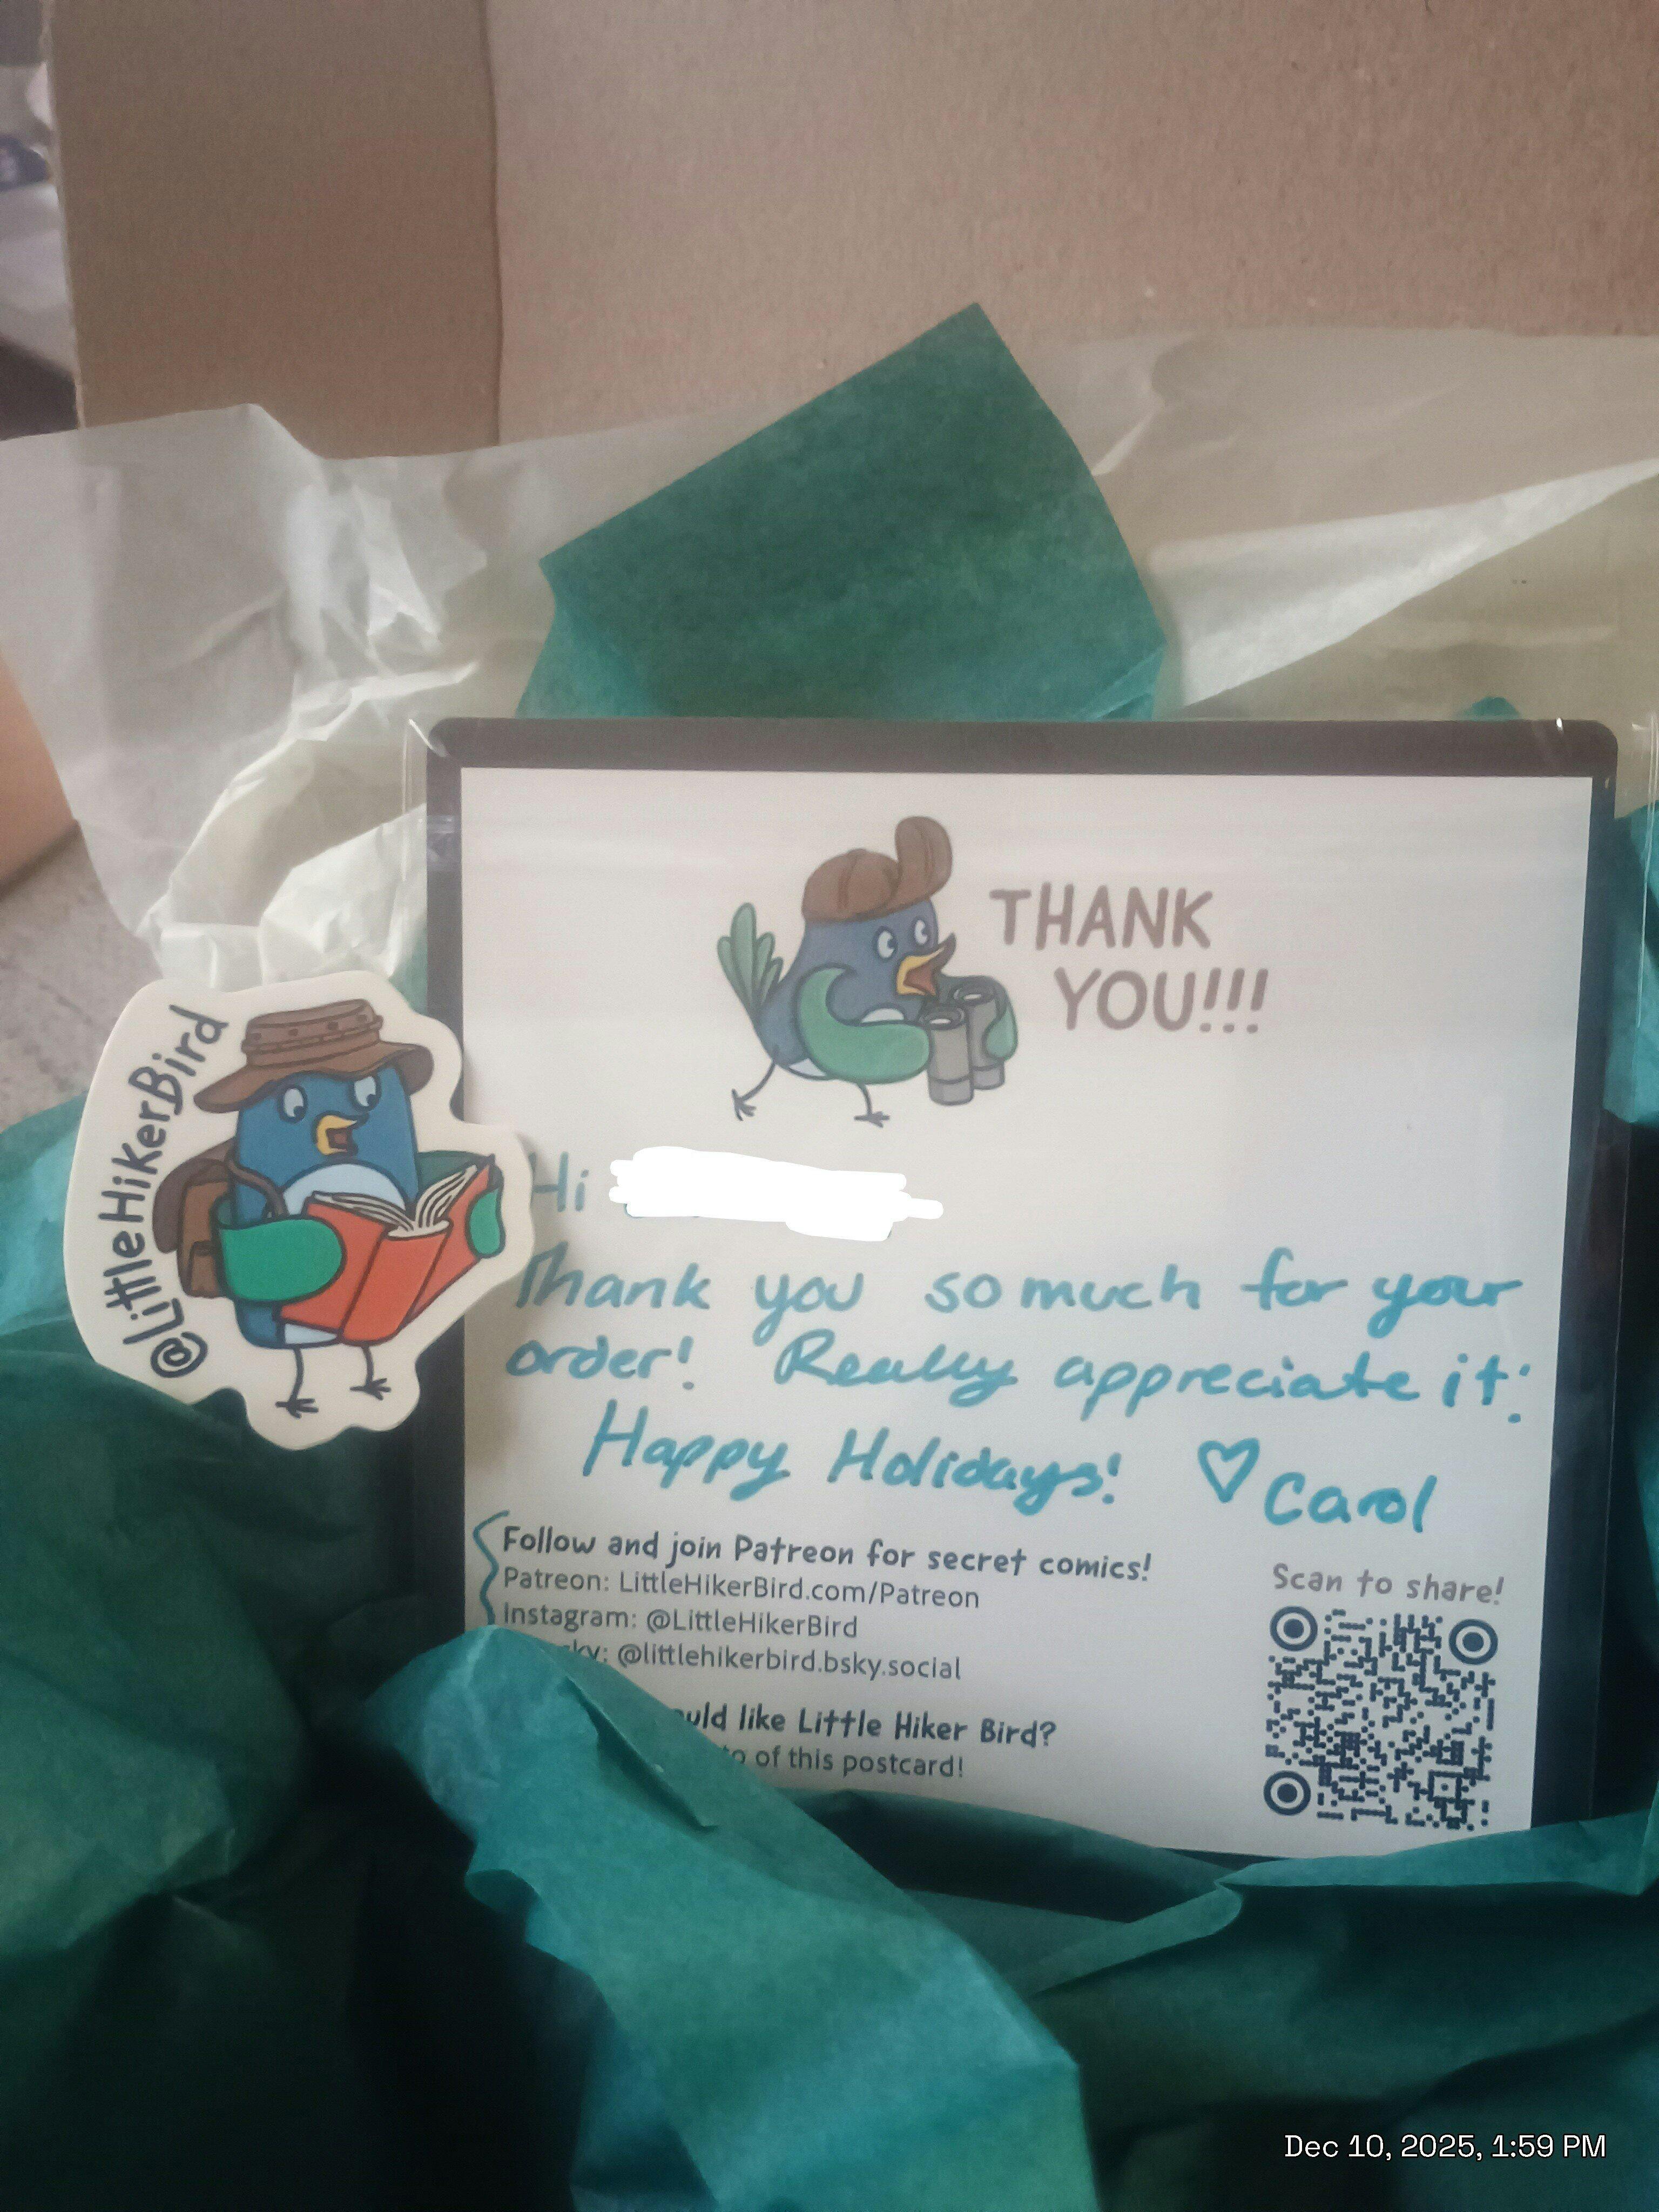 @LittleHikerBird
THANK
YOU!!!
Hi
Thank you so much for your
order! Really appreciate it!
Happy Holidays! ♡ Carol
Follow and join Patreon for secret comics!
Patreon: LittleHikerBird.com/Patreon
Instagram: @LittleHikerBird
@littlehikerbird.bsky.social
like Little Hiker Bird?
of this postcard!
Scan to share!
Dec 10, 2025, 1:59 PM